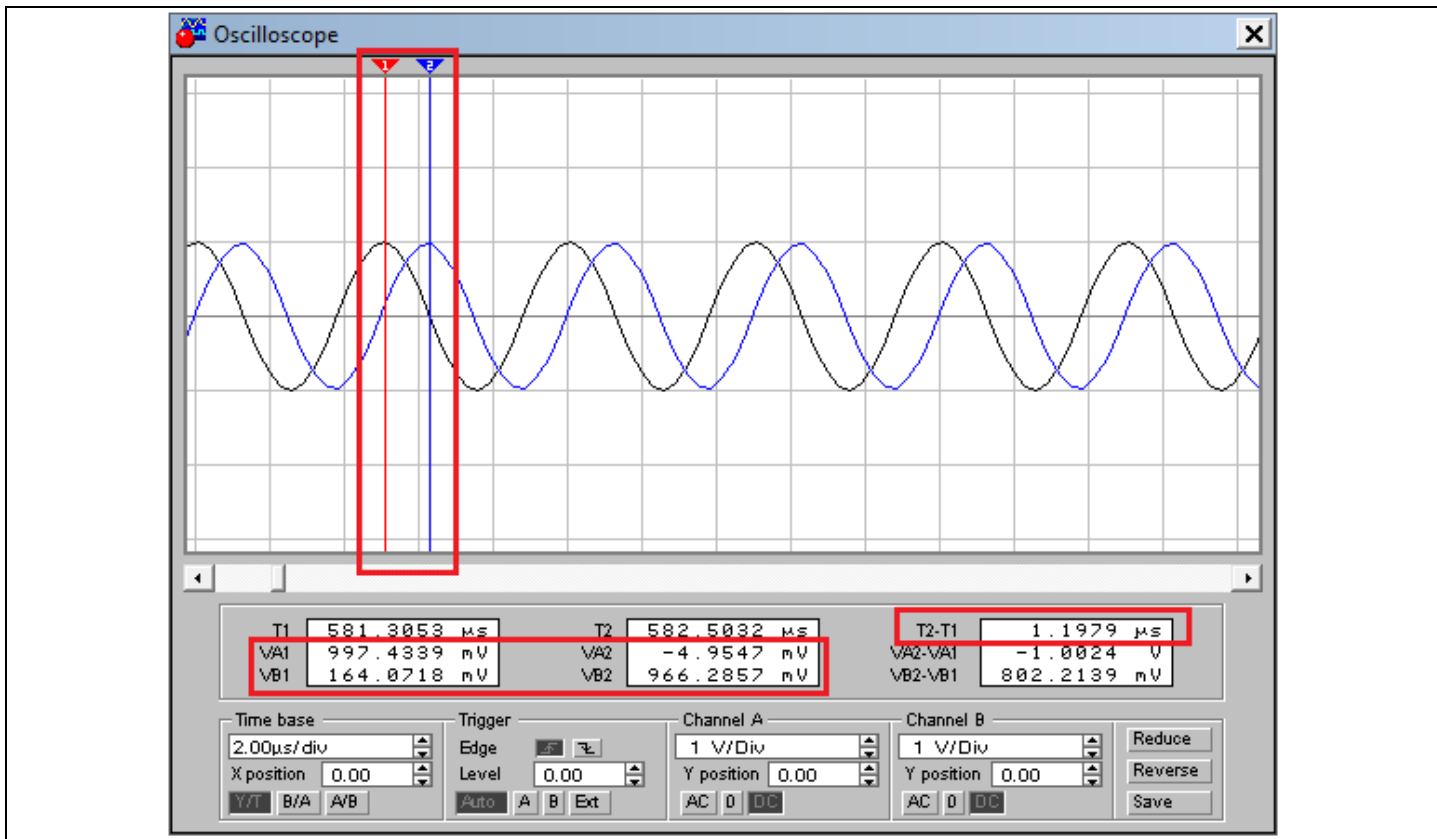 Oscilloscope
1 2
T1 581.3053 µs T2 582.5032 µs T2-T1 1.1979 µs
VA1 997.4339 mV VA2 -4.9547 mV VA2-VA1 -1.0024 V
VB1 164.0718 mV VB2 966.2857 mV VB2-VB1 802.2139 mV
Time base Trigger Channel A Channel B
2.00µs/div Edge 1 V/Div 1 V/Div Reduce
X position 0.00 Level 0.00 Y position 0.00 Y position 0.00 Reverse
Y/T B/A A/B Auto A B Ext AC 0 DC AC 0 DC Save